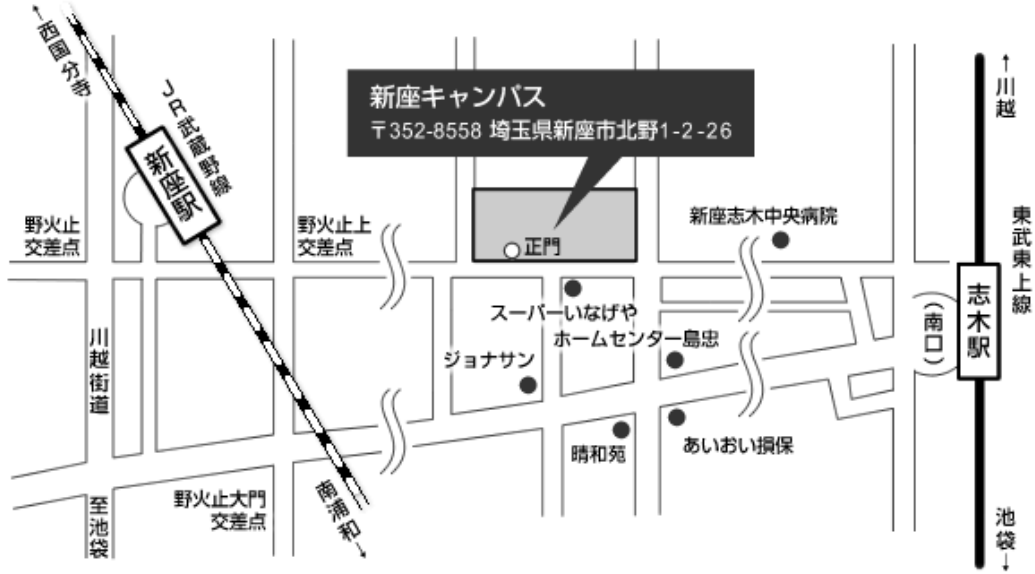 ←西国分寺
JR武蔵野線
新座駅
南浦和→
新座キャンパス
〒352-8558 埼玉県新座市北野1-2-26
正門
野火止
交差点
野火止上
交差点
新座志木中央病院
スーパーいなげや
ホームセンター島忠
ジョナサン
晴和苑
あいおい損保
川越街道
至池袋
野火止大門
交差点
←川越
東武東上線
志木駅
(南口)
池袋→